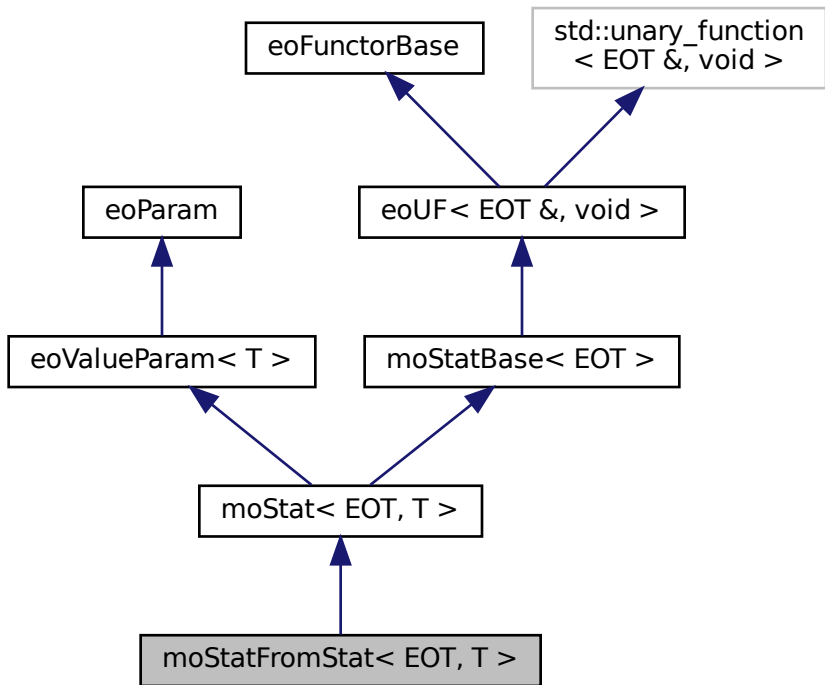 eoFunctorBase
std::unary_function
< EOT &, void >
eoParam
eoUF< EOT &, void >
eoValueParam< T >
moStatBase< EOT >
moStat< EOT, T >
moStatFromStat< EOT, T >